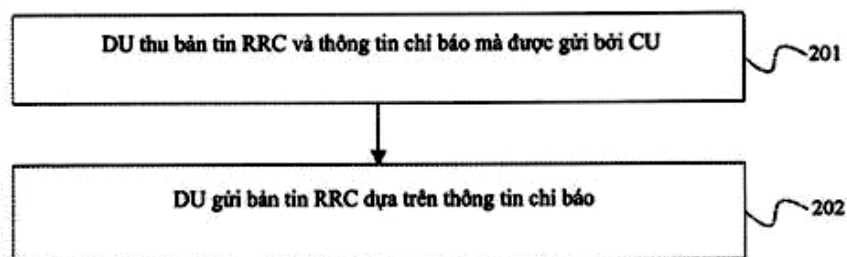 DU thu bản tin RRC và thông tin chỉ báo mà được gửi bởi CU
201
DU gửi bản tin RRC dựa trên thông tin chỉ báo
202